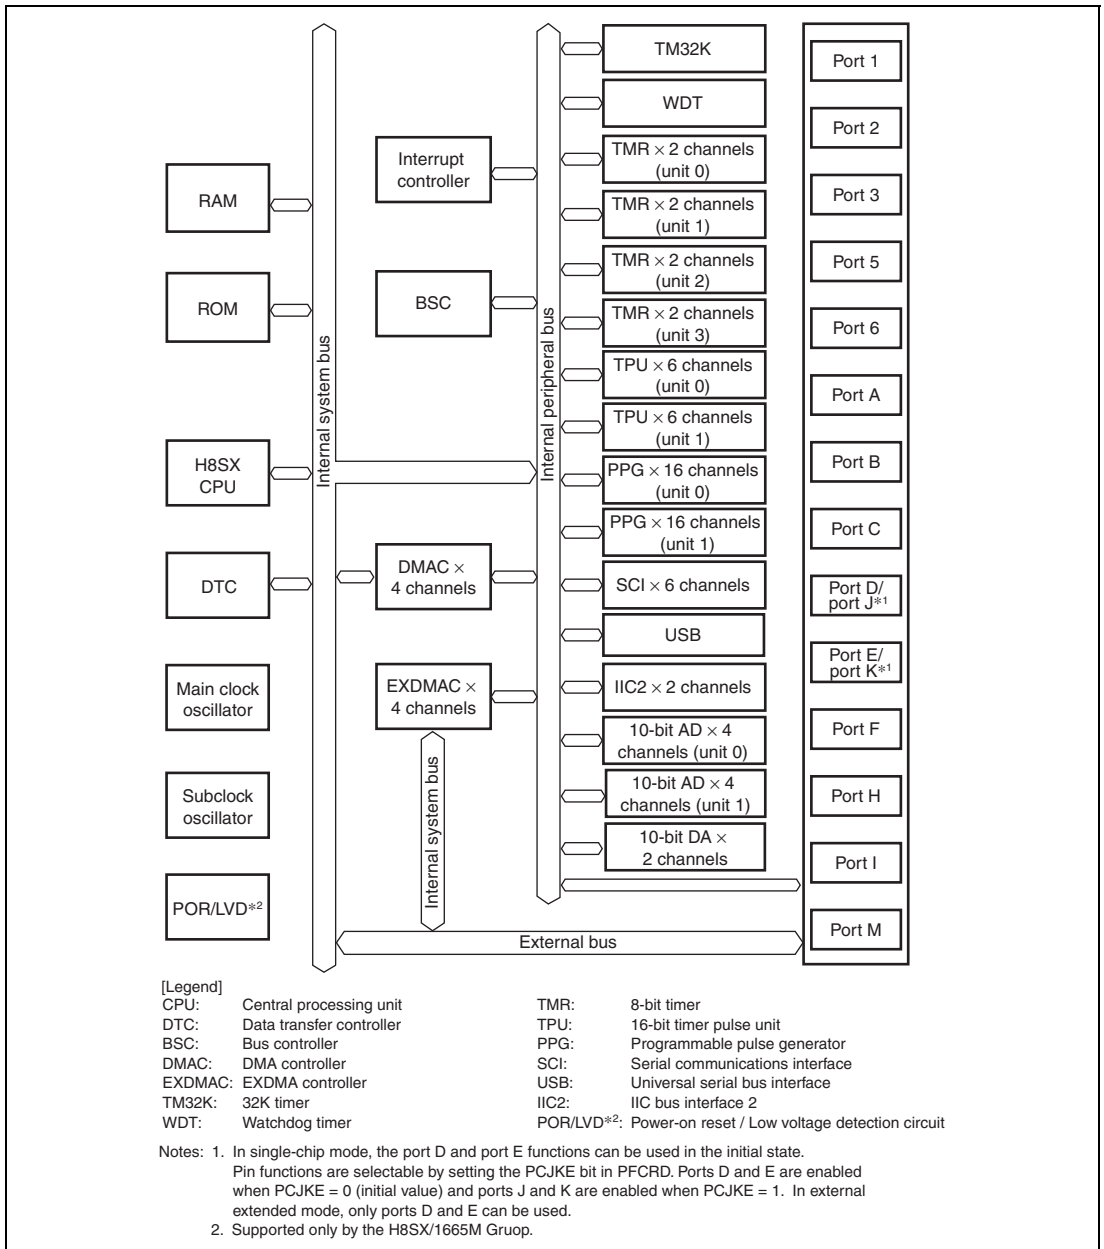 RAM
ROM
H8SX
CPU
DTC
Main clock
oscillator
Subclock
oscillator
POR/LVD*2
Internal system bus
Interrupt
controller
BSC
DMAC ×
4 channels
EXDMAC ×
4 channels
Internal system bus
Internal peripheral bus
TM32K
WDT
TMR × 2 channels
(unit 0)
TMR × 2 channels
(unit 1)
TMR × 2 channels
(unit 2)
TMR × 2 channels
(unit 3)
TPU × 6 channels
(unit 0)
TPU × 6 channels
(unit 1)
PPG × 16 channels
(unit 0)
PPG × 16 channels
(unit 1)
SCI × 6 channels
USB
IIC2 × 2 channels
10-bit AD × 4
channels (unit 0)
10-bit AD × 4
channels (unit 1)
10-bit DA ×
2 channels
External bus
Port 1
Port 2
Port 3
Port 5
Port 6
Port A
Port B
Port C
Port D/
port J*1
Port E/
port K*1
Port F
Port H
Port I
Port M
[Legend]
CPU: Central processing unit
DTC: Data transfer controller
BSC: Bus controller
DMAC: DMA controller
EXDMAC: EXDMA controller
TM32K: 32K timer
WDT: Watchdog timer
TMR: 8-bit timer
TPU: 16-bit timer pulse unit
PPG: Programmable pulse generator
SCI: Serial communications interface
USB: Universal serial bus interface
IIC2: IIC bus interface 2
POR/LVD*2: Power-on reset / Low voltage detection circuit
Notes: 1. In single-chip mode, the port D and port E functions can be used in the initial state.
Pin functions are selectable by setting the PCJKE bit in PFCRD. Ports D and E are enabled
when PCJKE = 0 (initial value) and ports J and K are enabled when PCJKE = 1. In external
extended mode, only ports D and E can be used.
2. Supported only by the H8SX/1665M Gruop.